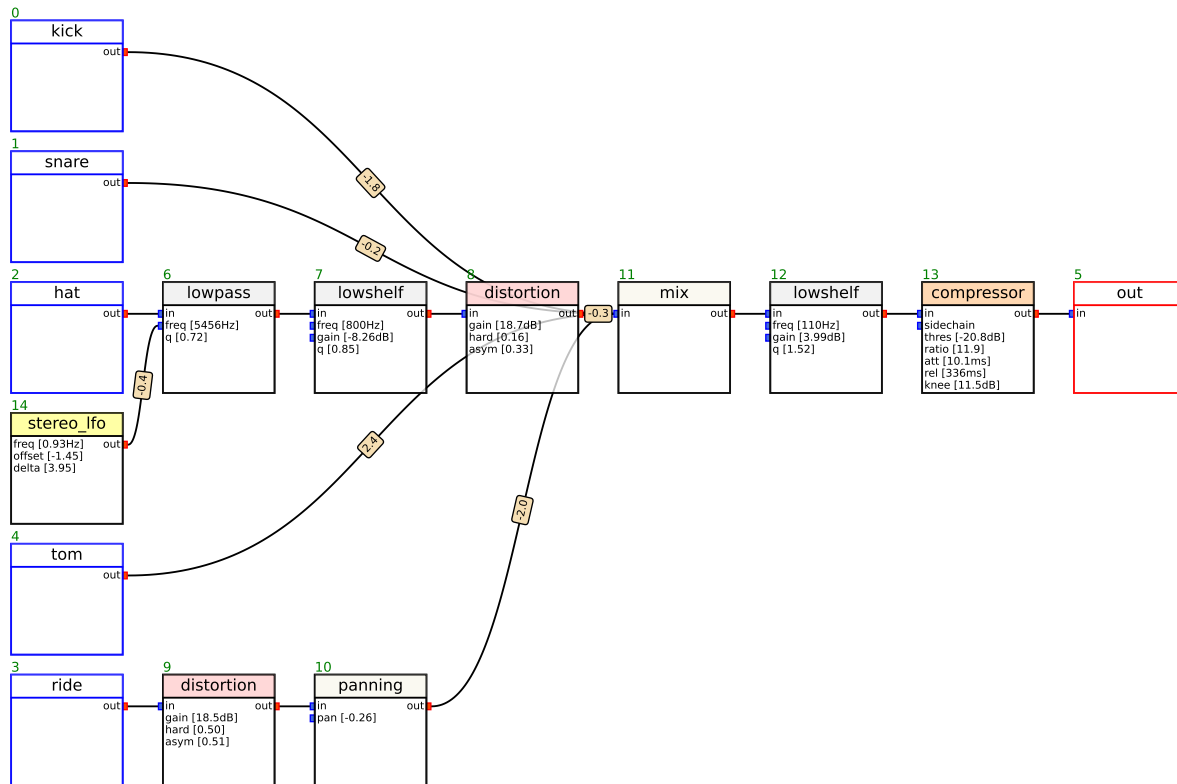 0
kick
out
-1.8
1
snare
out
-0.2
2
hat
out
6
lowpass
in
out
freq [5456Hz]
q [0.72]
7
lowshelf
in
out
freq [800Hz]
gain [-8.26dB]
q [0.85]
8
distortion
in
out
gain [18.7dB]
hard [0.16]
asym [0.33]
-0.3
11
mix
in
out
12
lowshelf
in
out
freq [110Hz]
gain [3.99dB]
q [1.52]
13
compressor
in
out
sidechain
thres [-20.8dB]
ratio [11.9]
att [10.1ms]
rel [336ms]
knee [11.5dB]
5
out
in
-0.4
14
stereo_lfo
freq [0.93Hz]
out
offset [-1.45]
delta [3.95]
2.4
-2.0
4
tom
out
3
ride
out
9
distortion
in
out
gain [18.5dB]
hard [0.50]
asym [0.51]
10
panning
in
out
pan [-0.26]